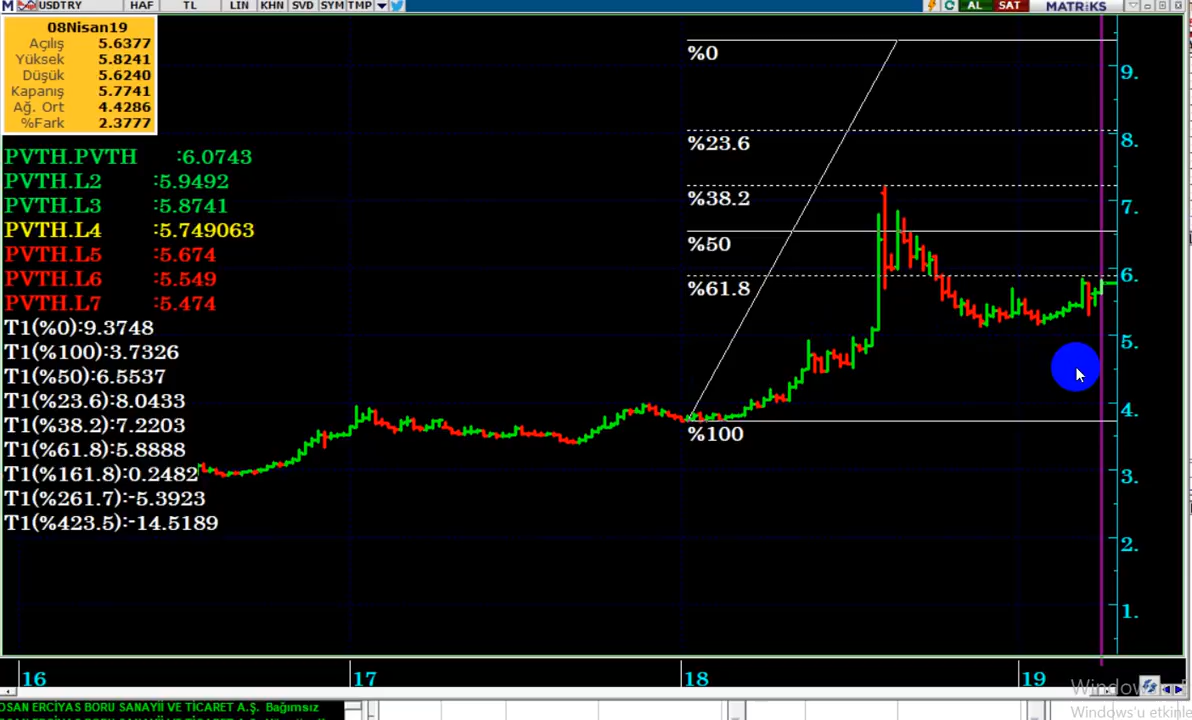 M USDTRY HAF TL LIN KHN SVD SYM TMP AL SAT MATRiKS
08Nisan19
Açılış 5.6377
Yüksek 5.8241
Düşük 5.6240
Kapanış 5.7741
Ağ. Ort 4.4286
%Fark 2.3777
PVTH.PVTH :6.0743
PVTH.L2 :5.9492
PVTH.L3 :5.8741
PVTH.L4 :5.749063
PVTH.L5 :5.674
PVTH.L6 :5.549
PVTH.L7 :5.474
T1(%0):9.3748
T1(%100):3.7326
T1(%50):6.5537
T1(%23.6):8.0433
T1(%38.2):7.2203
T1(%61.8):5.8888
T1(%161.8):0.2482
T1(%261.7):-5.3923
T1(%423.5):-14.5189
%0
%23.6
%38.2
%50
%61.8
%100
9.
8.
7.
6.
5.
4.
3.
2.
1.
16 17 18 19
OSAN ERCİYAS BORU SANAYİİ VE TİCARET A.Ş. Bağımsız
Windows'u etkinle